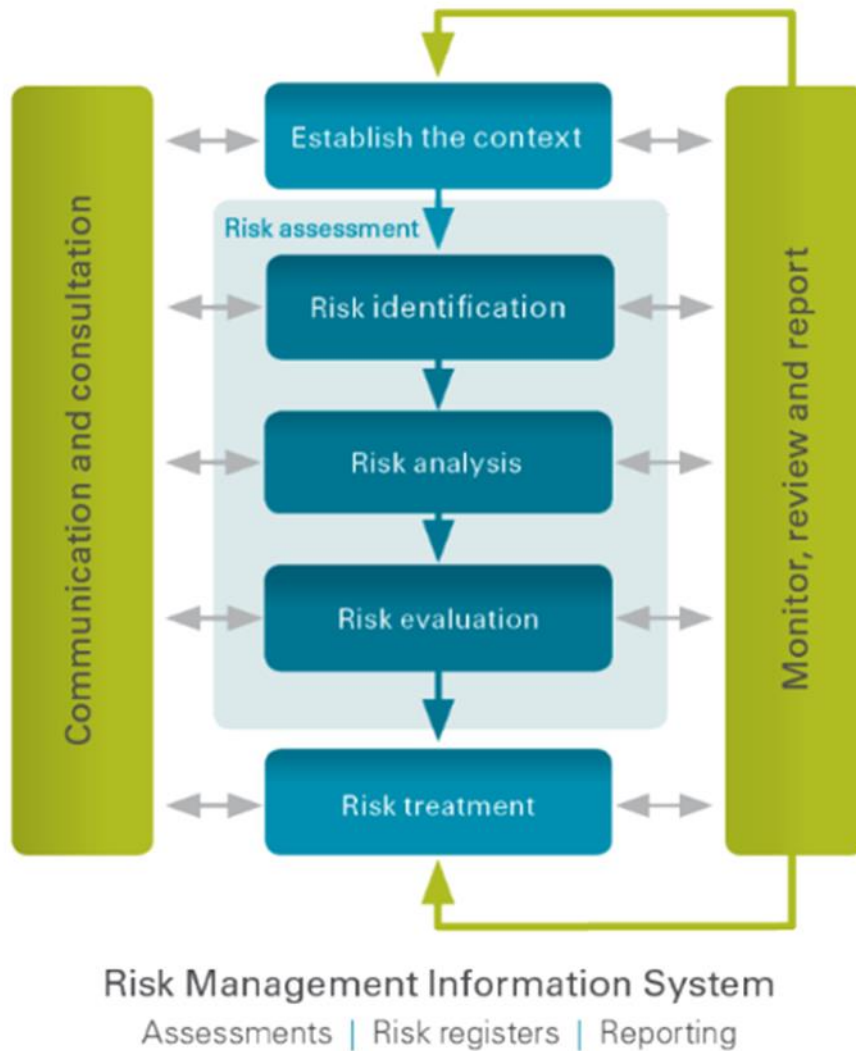 Establish the context
Risk assessment
Risk identification
Risk analysis
Risk evaluation
Risk treatment
Communication and consultation
Monitor, review and report
Risk Management Information System
Assessments | Risk registers | Reporting